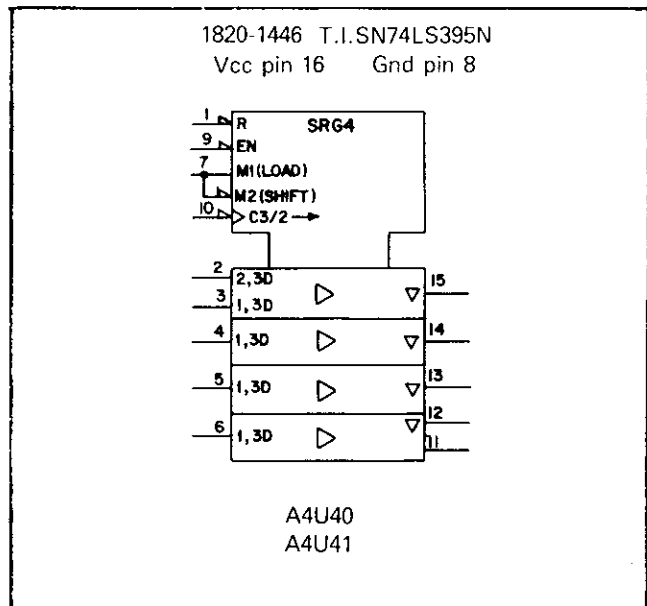 1820-1446 T.I.SN74LS395N
Vcc pin 16 Gnd pin 8
1 R SRG4
9 EN
7 M1(LOAD)
M2(SHIFT)
10 C3/2
2 2,3D 15
3 1,3D
4 1,3D 14
5 1,3D 13
12
6 1,3D
11
A4U40
A4U41